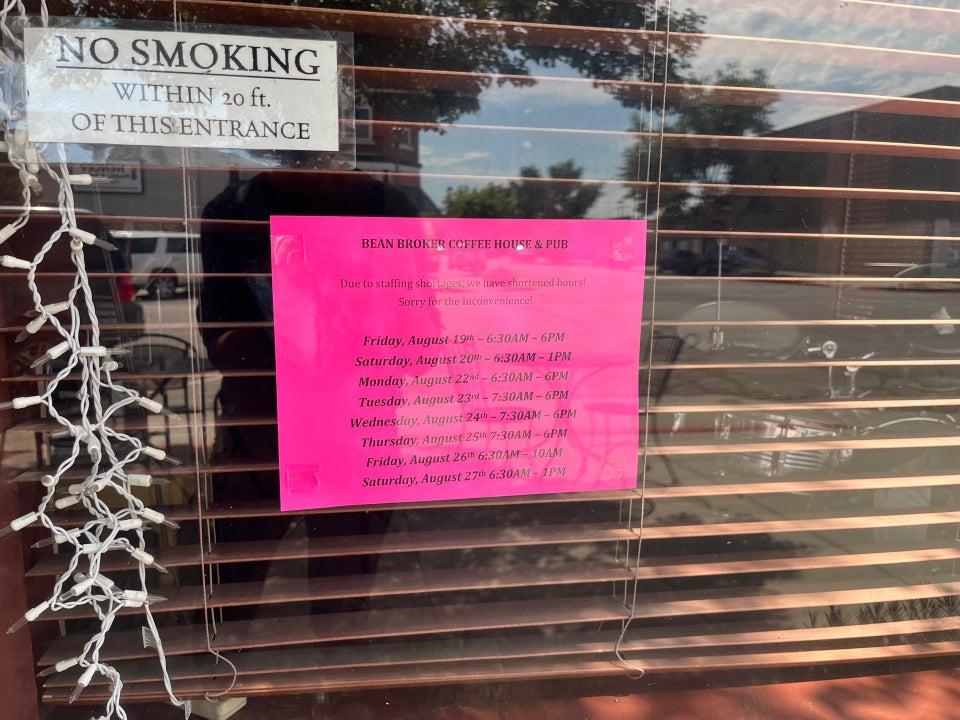 NO SMOKING
WITHIN 20 ft.
OF THIS ENTRANCE
BEAN BROKER COFFEE HOUSE & PUB
Due to staffing shortages, we have shortened hours!
Sorry for the Inconvenience!
Friday, August 19th – 6:30AM – 6PM
Saturday, August 20th – 6:30AM – 1PM
Monday, August 22nd – 6:30AM – 6PM
Tuesday, August 23rd – 7:30AM – 6PM
Wednesday, August 24th – 7:30AM – 6PM
Thursday, August 25th 7:30AM – 6PM
Friday, August 26th 6:30AM – 10AM
Saturday, August 27th 6:30AM – 1PM